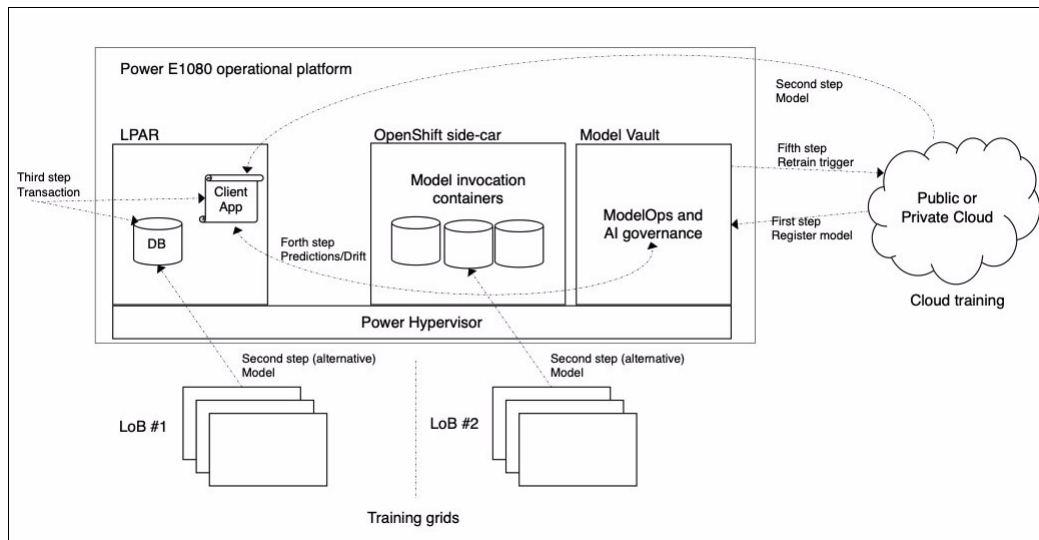 Power E1080 operational platform
Second step
Model
LPAR
OpenShift side-car
Model Vault
Third step
Transaction
Client
App
DB
Forth step
Predictions/Drift
Model invocation
containers
ModelOps and
AI governance
Fifth step
Retrain trigger
First step
Register model
Public or
Private Cloud
Cloud training
Power Hypervisor
Second step (alternative)
Model
Second step (alternative)
Model
LoB #1
LoB #2
Training grids